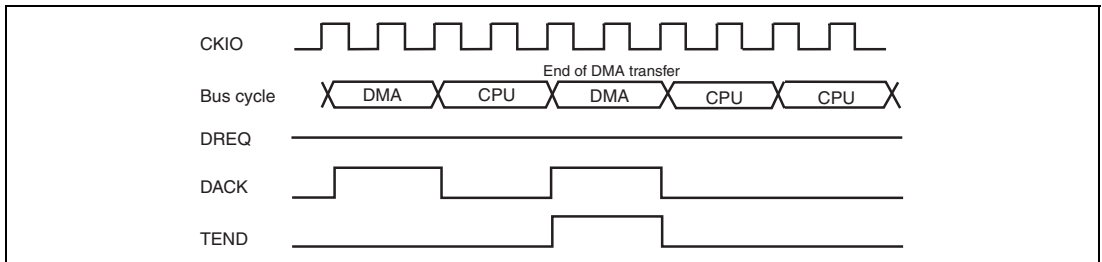 CKIO
End of DMA transfer
Bus cycle DMA CPU DMA CPU CPU
DREQ
DACK
TEND